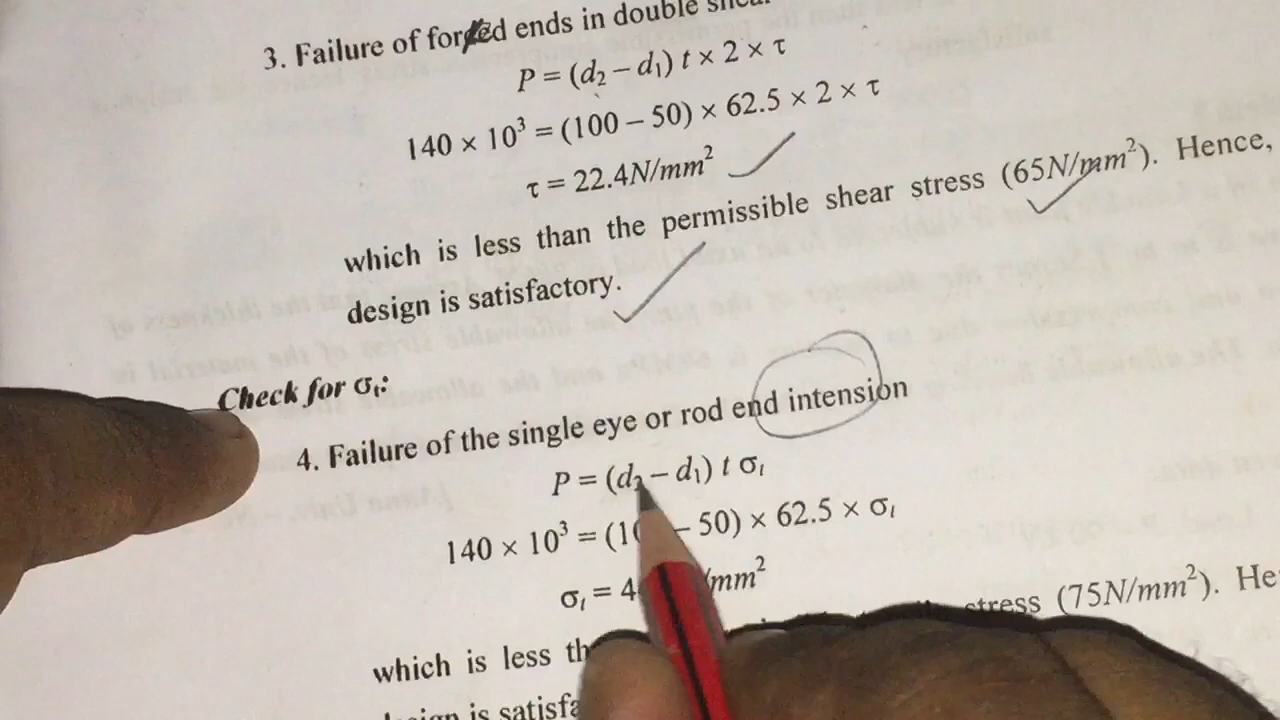 3. Failure of forked ends in double
P = (d₂ – d₁) t × 2 × τ
140 × 10³ = (100 – 50) × 62.5 × 2 × τ
τ = 22.4N/mm²
which is less than the permissible shear stress (65N/mm²). Hence,
design is satisfactory.
Check for σₜ:
4. Failure of the single eye or rod end intension
P = (d₂ – d₁) t σₜ
140 × 10³ = (10 – 50) × 62.5 × σₜ
σₜ = 4 /mm²
stress (75N/mm²).
which is less
is